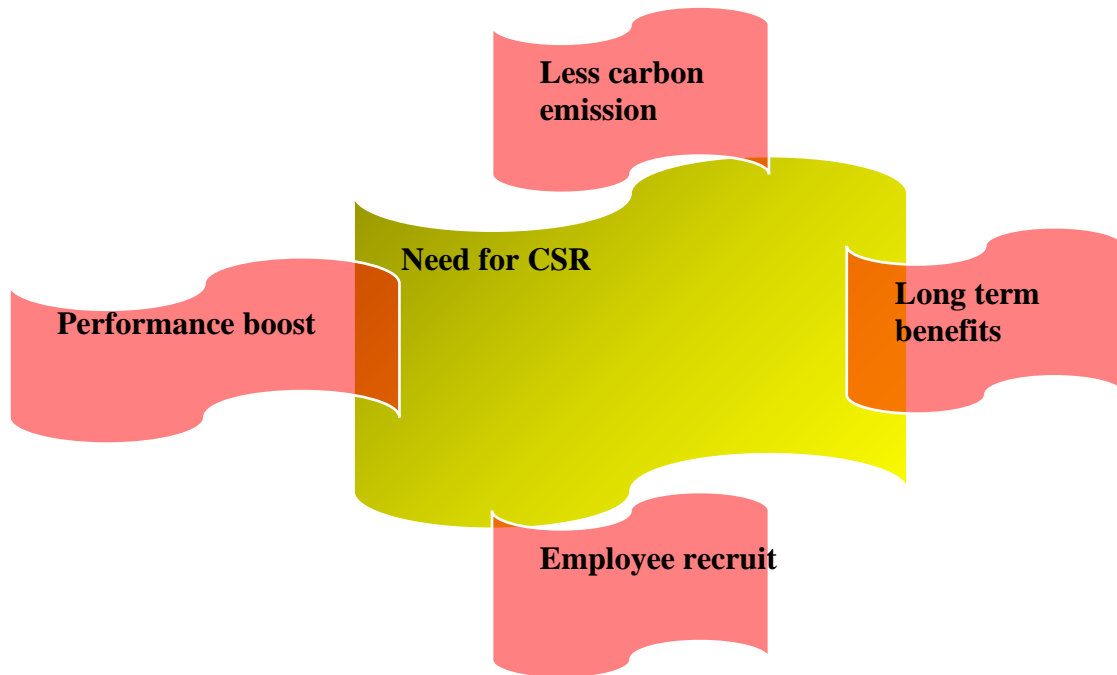 Less carbon
emission
Need for CSR
Performance boost
Long term
benefits
Employee recruit